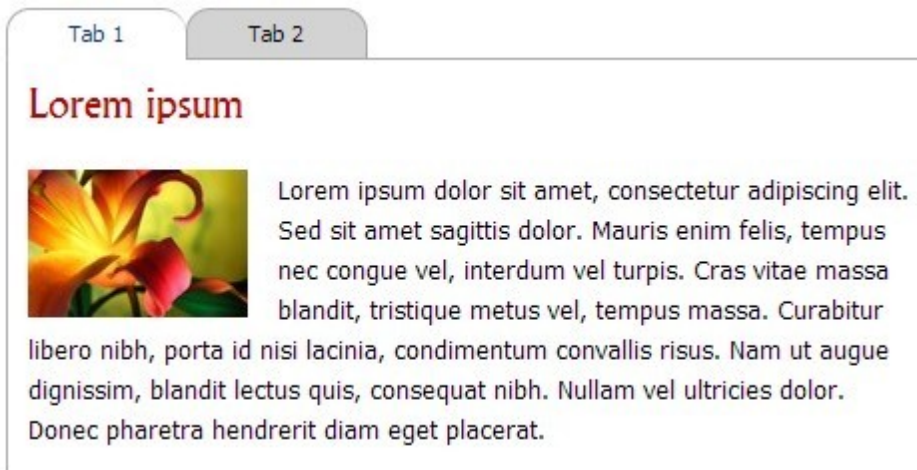 Tab 1 Tab 2
Lorem ipsum
Lorem ipsum dolor sit amet, consectetur adipiscing elit.
Sed sit amet sagittis dolor. Mauris enim felis, tempus
nec congue vel, interdum vel turpis. Cras vitae massa
blandit, tristique metus vel, tempus massa. Curabitur
libero nibh, porta id nisi lacinia, condimentum convallis risus. Nam ut augue
dignissim, blandit lectus quis, consequat nibh. Nullam vel ultricies dolor.
Donec pharetra hendrerit diam eget placerat.